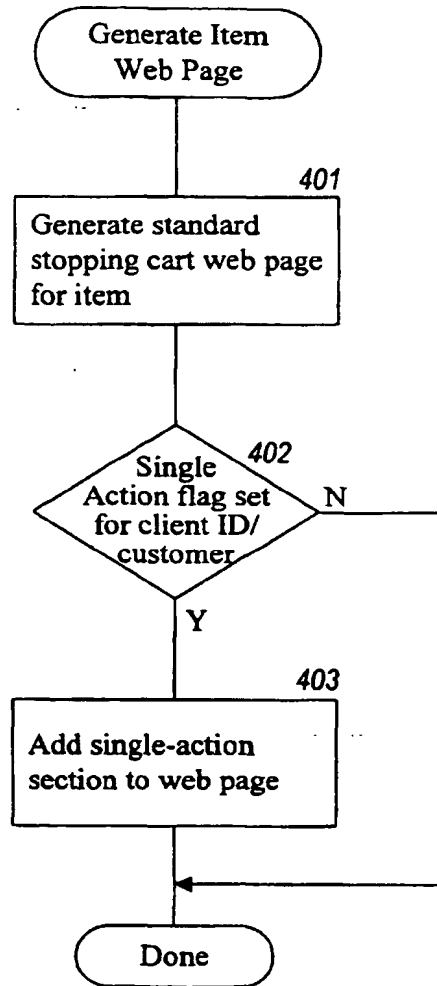 Generate Item
Web Page
401
Generate standard
stopping cart web page
for item
402
Single
Action flag set
for client ID/
customer
N
Y
403
Add single-action
section to web page
Done